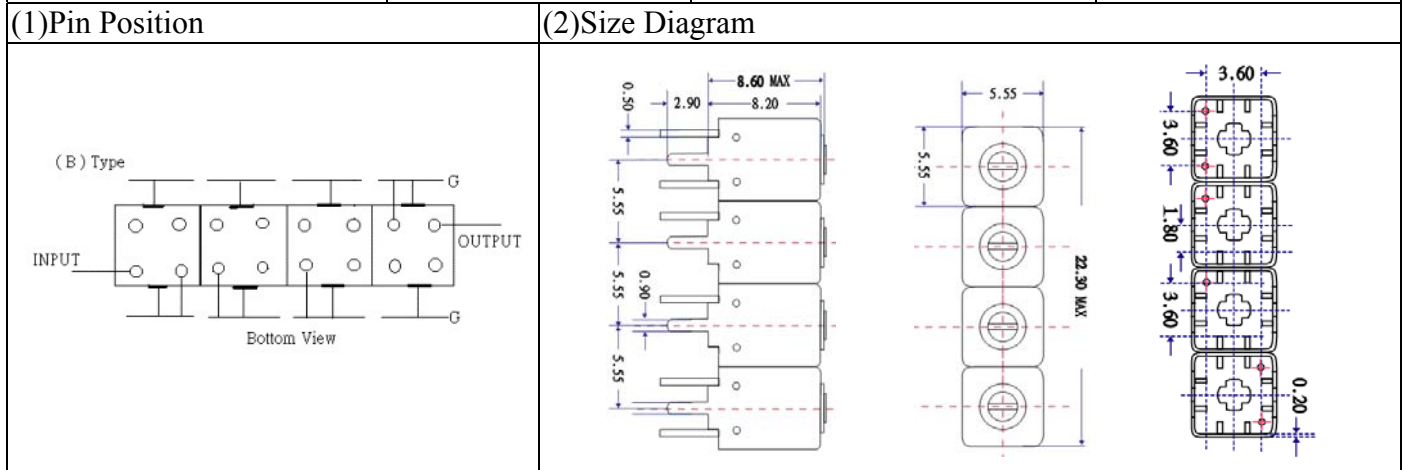 (1)Pin Position
(2)Size Diagram
(B) Type
G
INPUT
OUTPUT
G
Bottom View
8.60 MAX
0.50
2.90
8.20
5.55
5.55
0.90
5.55
5.55
5.55
22.30 MAX
3.60
3.60
1.80
3.60
0.20